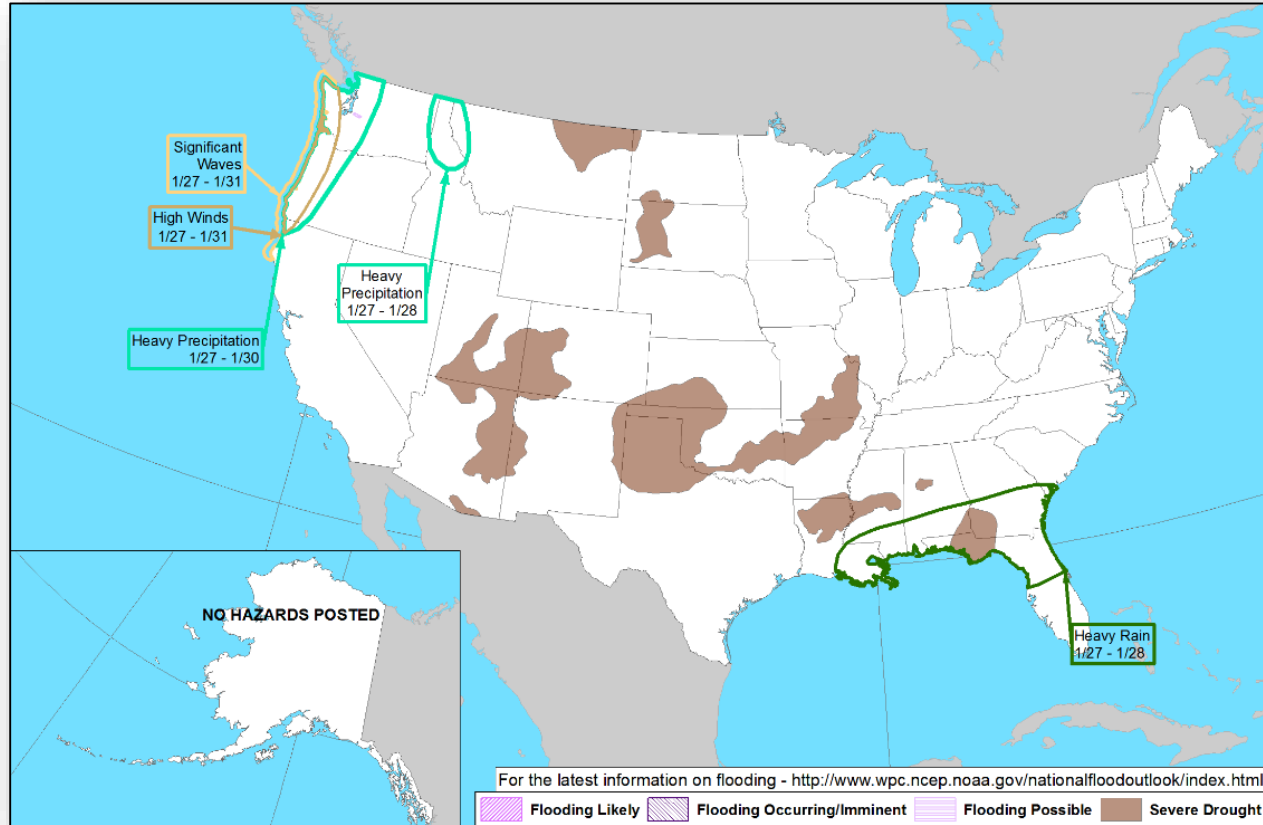 Significant
Waves
1/27 - 1/31
High Winds
1/27 - 1/31
Heavy
Precipitation
1/27 - 1/28
Heavy Precipitation
1/27 - 1/30
NO HAZARDS POSTED
Heavy Rain
1/27 - 1/28
For the latest information on flooding - http://www.wpc.ncep.noaa.gov/nationalfloodoutlook/index.html
Flooding Likely
Flooding Occurring/Imminent
Flooding Possible
Severe Drought